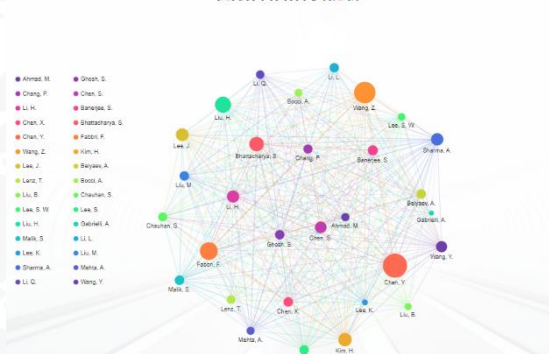 Ahmad, M.
Ghosh, S.
Chang, P.
Chen, S.
Li, H.
Banerjee, S.
Chen, X.
Bhattacharya, S.
Chen, Y.
Fabbri, F.
Wang, Z.
Kim, H.
Lee, J.
Belyaev, A.
Lenz, T.
Bocci, A.
Liu, B.
Chauhan, S.
Lee, S. W.
Lee, S.
Liu, H.
Gabrielli, A.
Malik, S.
Li, L.
Lee, K.
Liu, M.
Sharma, A.
Mehta, A.
Li, Q.
Wang, Y.
Li, L.
Li, Q.
Bocci, A.
Wang, Z.
Liu, H.
Lee, S. W.
Lee, J.
Sharma, A.
Bhattacharya, S.
Chang, P.
Banerjee, S.
Liu, M.
Belyaev, A.
Li, H.
Gabrielli, A.
Chauhan, S.
Ahmad, M.
Ghosh, S.
Chen, S.
Wang, Y.
Fabbri, F.
Chen, Y.
Malik, S.
Lenz, T.
Chen, X.
Lee, K.
Liu, B.
Mehta, A.
Kim, H.